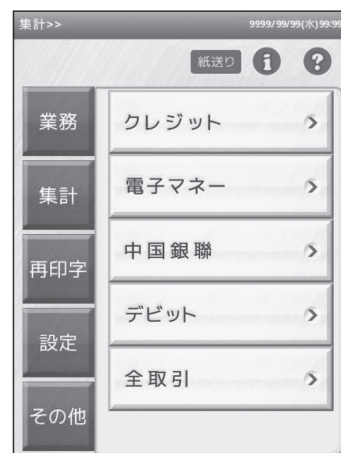 集計>> 9999/99/99(水)99:99
紙送り i ?
業務
集計
再印字
設定
その他
クレジット
電子マネー
中国銀聯
デビット
全取引